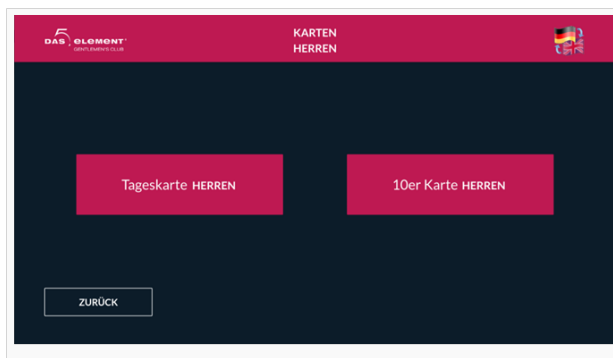 5
DAS eLeMeNT
GENTLEMEN'S CLUB
KARTEN
HERREN
Tageskarte HERREN
10er Karte HERREN
ZURÜCK